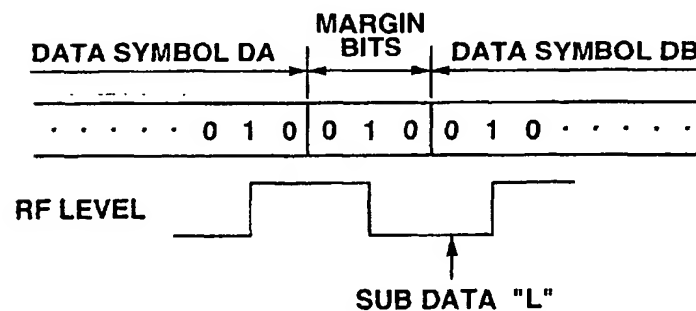 MARGIN
BITS
DATA SYMBOL DA
DATA SYMBOL DB
· · · · · 0 1 0 0 1 0 0 1 0 · · · · ·
RF LEVEL
SUB DATA "L"